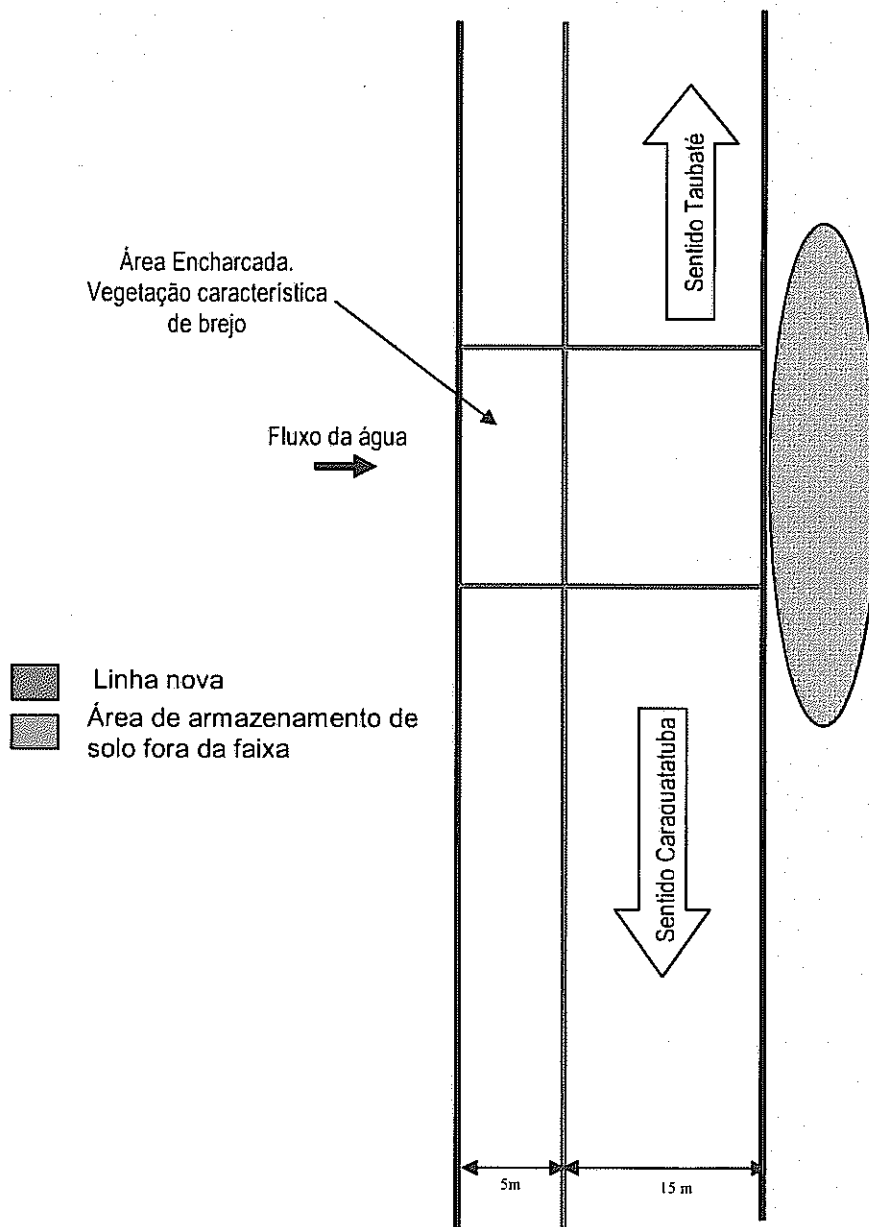 Sentido Taubaté
Área Encharcada.
Vegetação característica
de brejo
Fluxo da água
Linha nova
Área de armazenamento de
solo fora da faixa
Sentido Caraguatatuba
5m
15 m